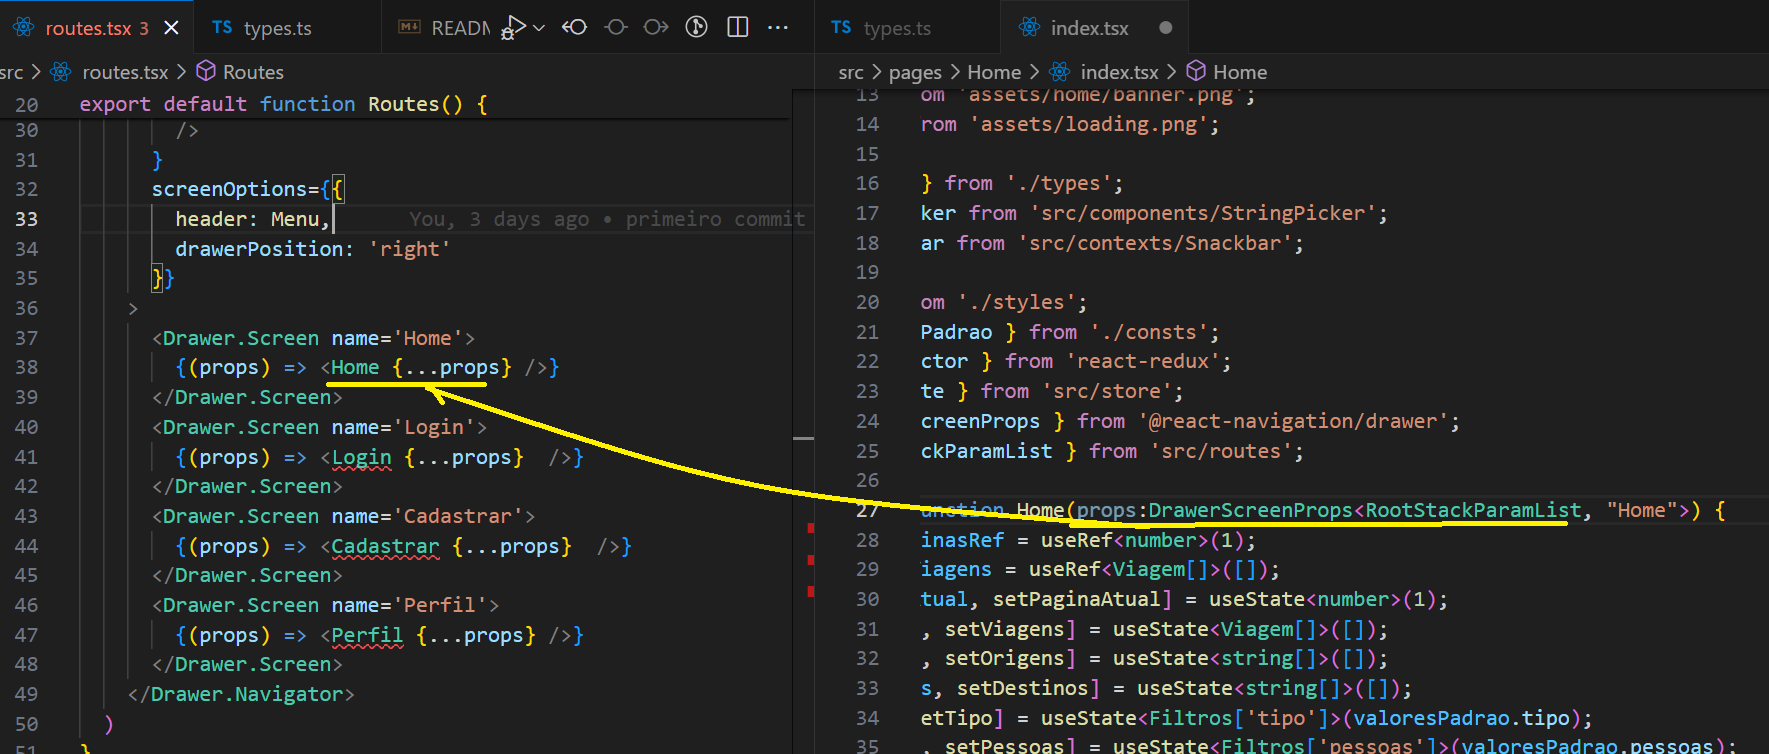 routes.tsx 3
TS types.ts
READM
src > routes.tsx > Routes
20 export default function Routes() {
30 />
31 }
32 screenOptions={{
33 header: Menu, You, 3 days ago • primeiro commit
34 drawerPosition: 'right'
35 }}
36 >
37 <Drawer.Screen name='Home'>
38 {(props) => <Home {...props} />}
39 </Drawer.Screen>
40 <Drawer.Screen name='Login'>
41 {(props) => <Login {...props}  />}
42 </Drawer.Screen>
43 <Drawer.Screen name='Cadastrar'>
44 {(props) => <Cadastrar {...props}  />}
45 </Drawer.Screen>
46 <Drawer.Screen name='Perfil'>
47 {(props) => <Perfil {...props} />}
48 </Drawer.Screen>
49 </Drawer.Navigator>
50 )
51 }
TS types.ts
index.tsx
src > pages > Home > index.tsx > Home
13 om 'assets/home/banner.png';
14 rom 'assets/loading.png';
15
16 } from './types';
17 ker from 'src/components/StringPicker';
18 ar from 'src/contexts/Snackbar';
19
20 om './styles';
21 Padrao } from './consts';
22 ctor } from 'react-redux';
23 te } from 'src/store';
24 creenProps } from '@react-navigation/drawer';
25 ckParamList } from 'src/routes';
26
27 unction Home(props:DrawerScreenProps<RootStackParamList, "Home">) {
28 inasRef = useRef<number>(1);
29 iagens = useRef<Viagem[]>([]);
30 tual, setPaginaAtual] = useState<number>(1);
31 , setViagens] = useState<Viagem[]>([]);
32 , setOrigens] = useState<string[]>([]);
33 s, setDestinos] = useState<string[]>([]);
34 etTipo] = useState<Filtros['tipo']>(valoresPadrao.tipo);
35 , setPessoas] = useState<Filtros['pessoas']>(valoresPadrao.pessoas);